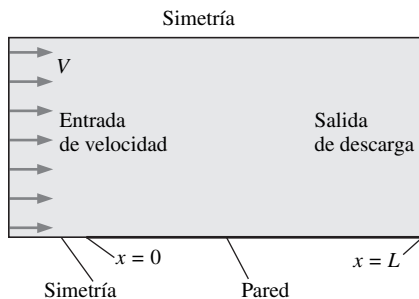 Simetría
V
Entrada
de velocidad
Salida
de descarga
x = 0
x = L
Simetría
Pared